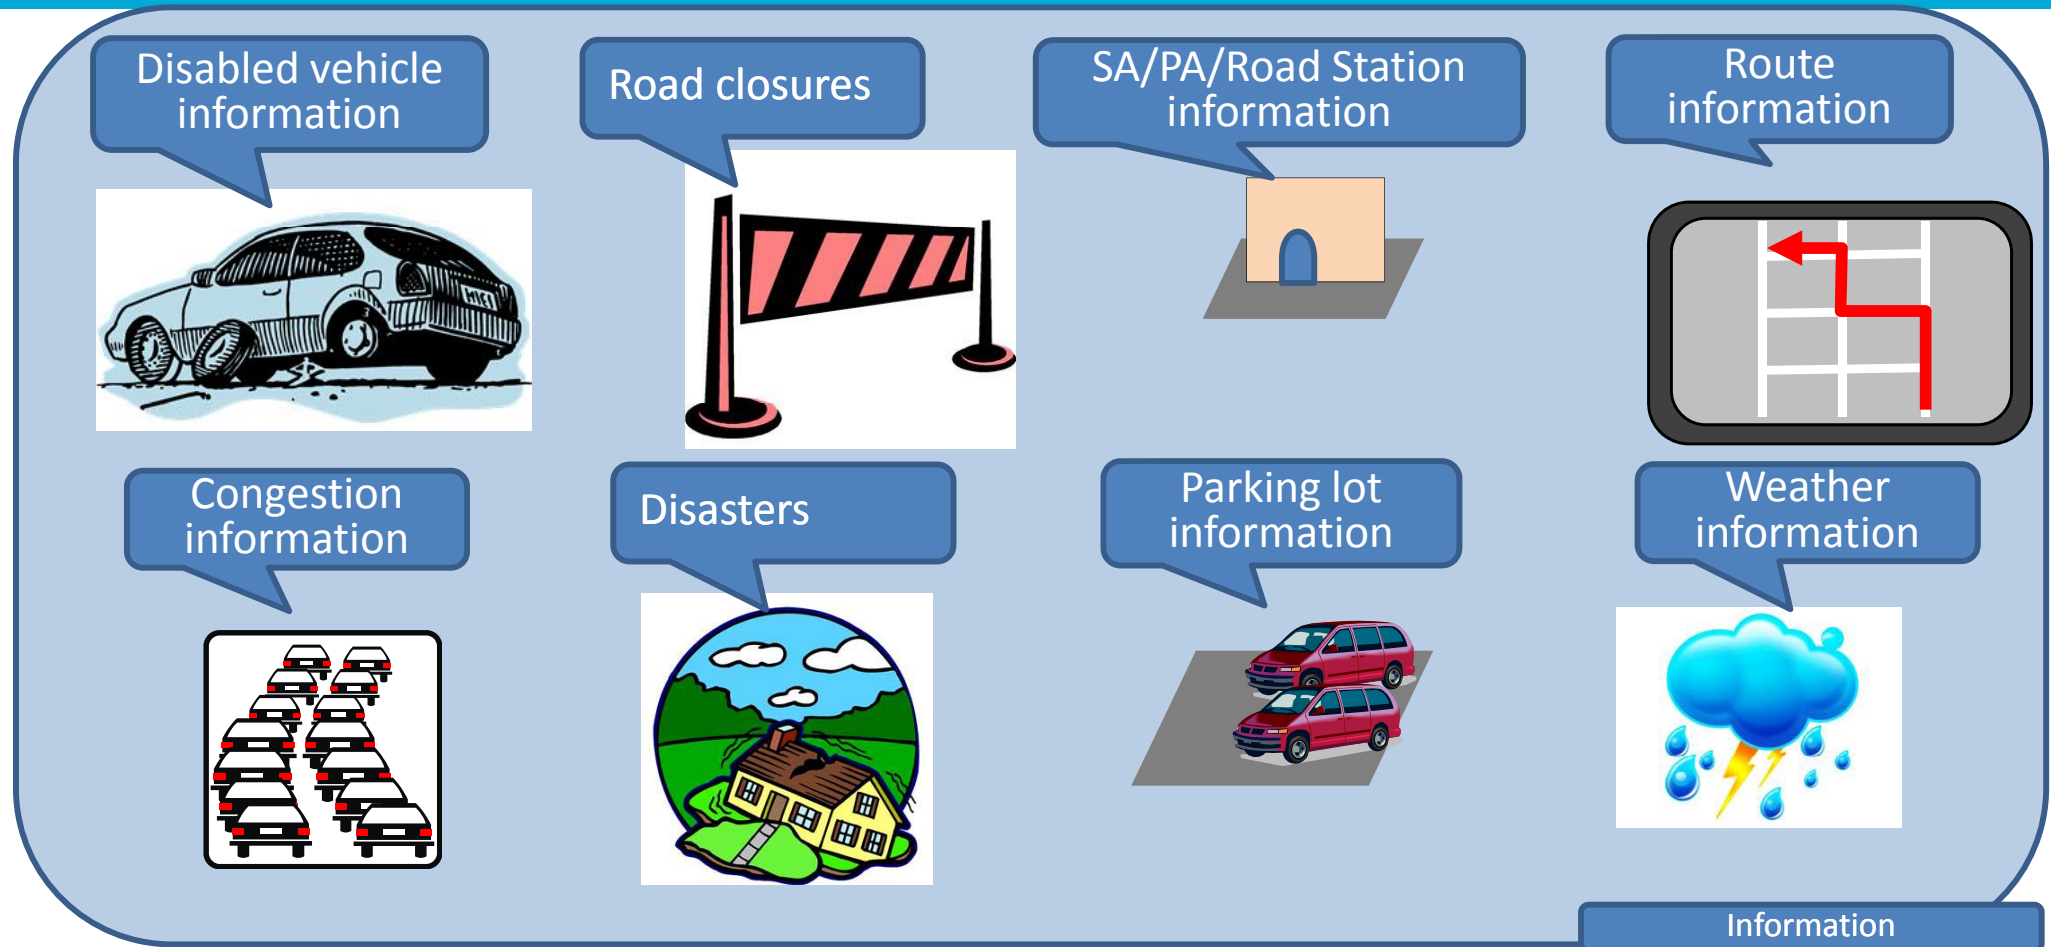 Disabled vehicle
information
Road closures
SA/PA/Road Station
information
Route
information
Congestion
information
Disasters
Parking lot
information
Weather
information
Information